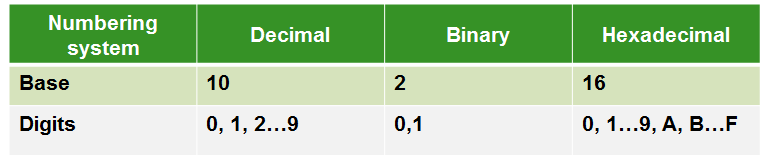 Numbering system Decimal Binary Hexadecimal
Base 10 2 16
Digits 0, 1, 2…9 0,1 0, 1…9, A, B…F